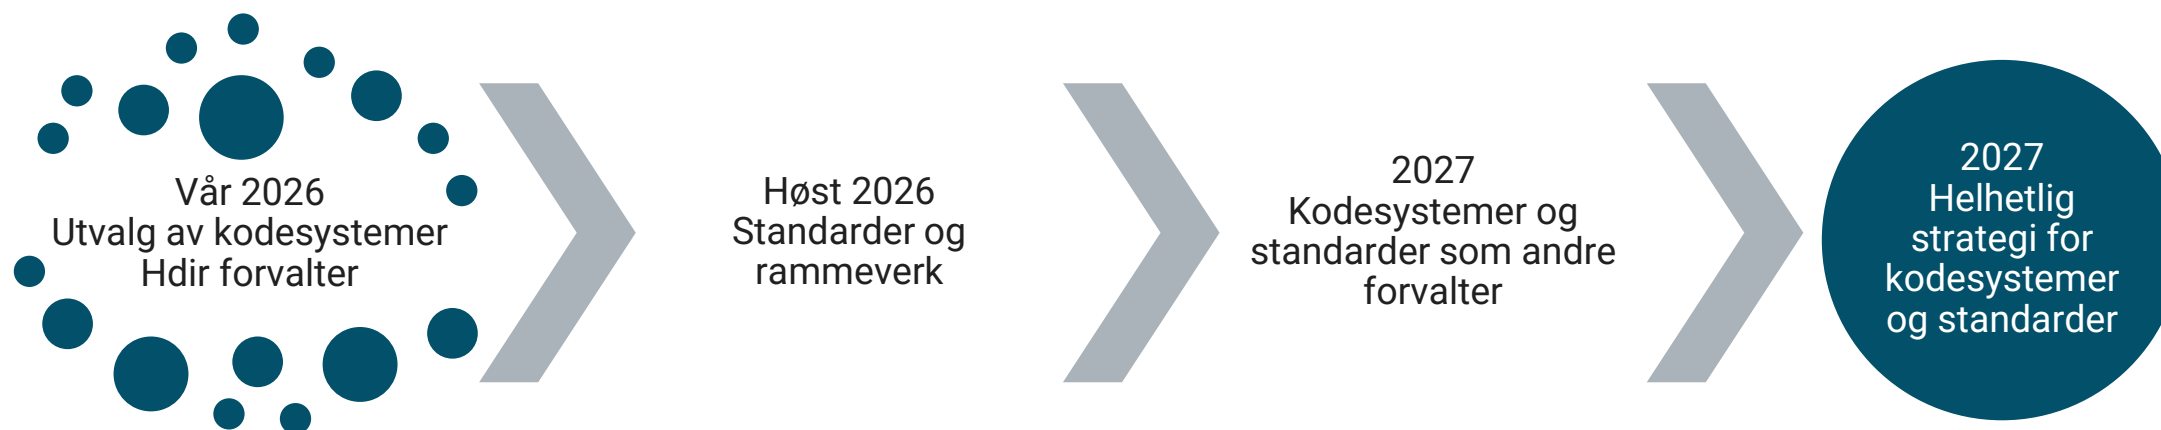 Vår 2026
Utvalg av kodesystemer
Hdir forvalter
Høst 2026
Standarder og
rammeverk
2027
Kodesystemer og
standarder som andre
forvalter
2027
Helhetlig
strategi for
kodesystemer
og standarder